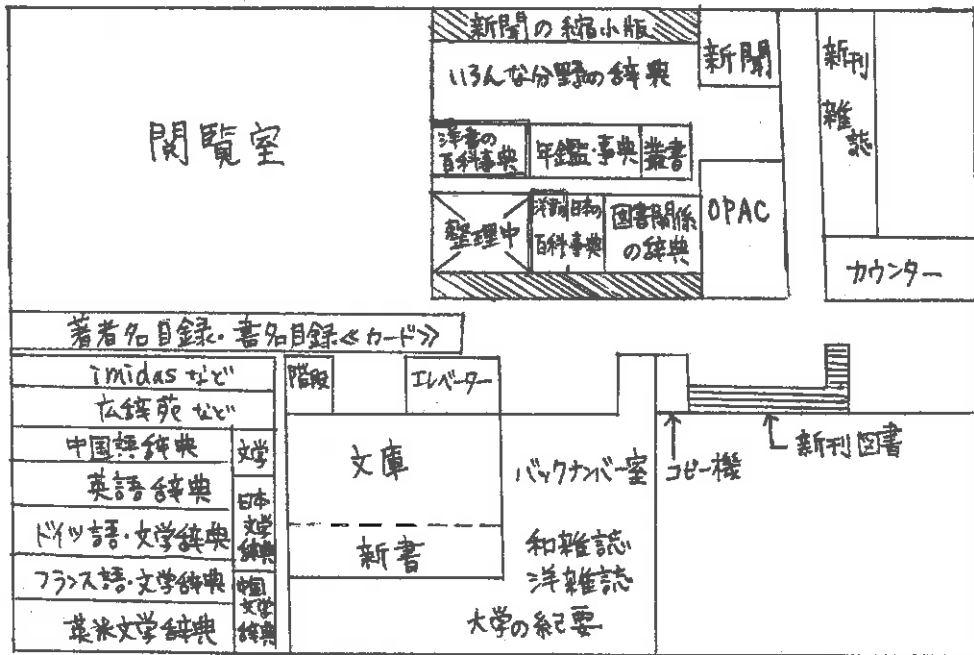 新聞の縮小版
いろんな分野の辞典
新聞
新刊
雑誌
閲覧室
洋書の
百科事典
年鑑・事典
叢書
整理中
洋書の
百科
日本の
事典
図書関係
の辞典
OPAC
カウンター
著者名目録・書名目録≪カード≫
imidasなど
広辞苑など
中国語辞典
英語辞典
ドイツ語・文学辞典
フランス語・文学辞典
英米文学辞典
文学
日本
文学
辞典
中国
文学
辞典
階段
エレベーター
文庫
新書
バックナンバー室
和雑誌
洋雑誌
大学の紀要
コピー機
新刊図書